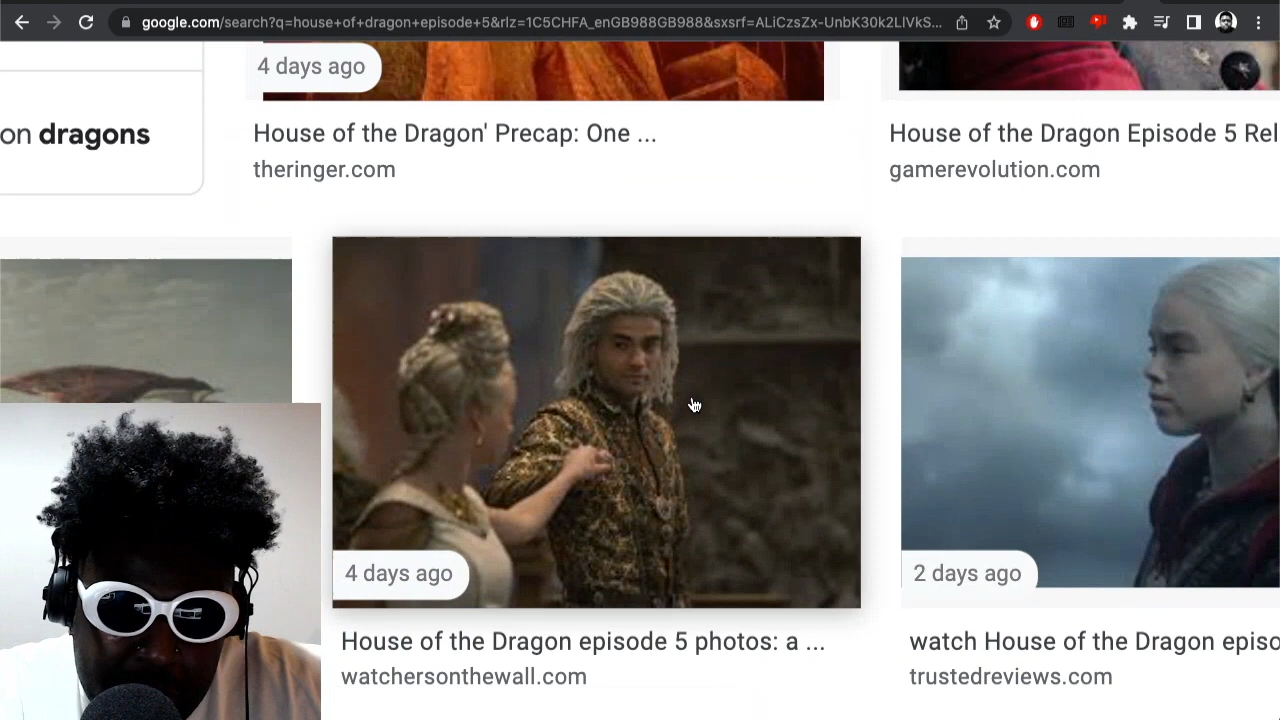 google.com/search?q=house+of+dragon+episode+5&rlz=1C5CHFA_enGB988GB988&sxsrf=ALiCzsZx-UnbK30k2LlVkS...
4 days ago
on dragons
House of the Dragon' Precap: One ...
theringer.com
House of the Dragon Episode 5 Rel
gamerevolution.com
4 days ago
House of the Dragon episode 5 photos: a ...
watchersonthewall.com
2 days ago
watch House of the Dragon episo
trustedreviews.com